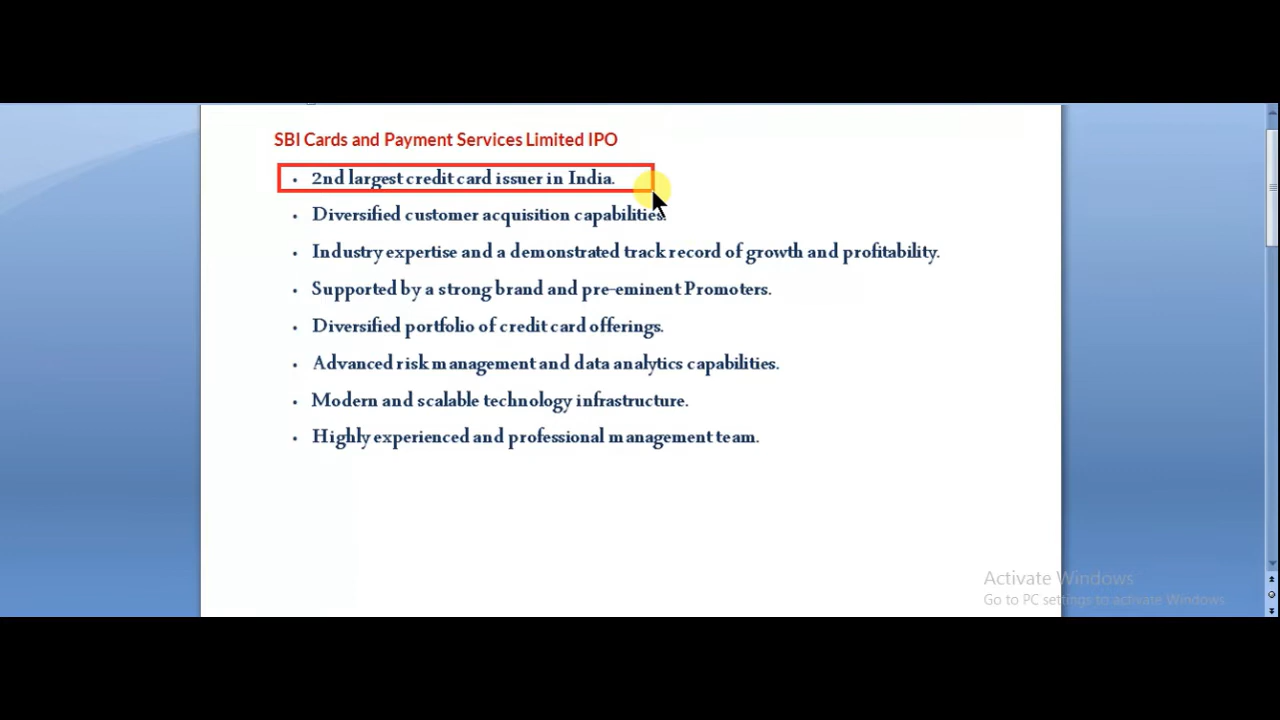 SBI Cards and Payment Services Limited IPO
• 2nd largest credit card issuer in India.
• Diversified customer acquisition capabilities.
• Industry expertise and a demonstrated track record of growth and profitability.
• Supported by a strong brand and pre-eminent Promoters.
• Diversified portfolio of credit card offerings.
• Advanced risk management and data analytics capabilities.
• Modern and scalable technology infrastructure.
• Highly experienced and professional management team.
Activate Windows
Go to PC settings to activate Windows.